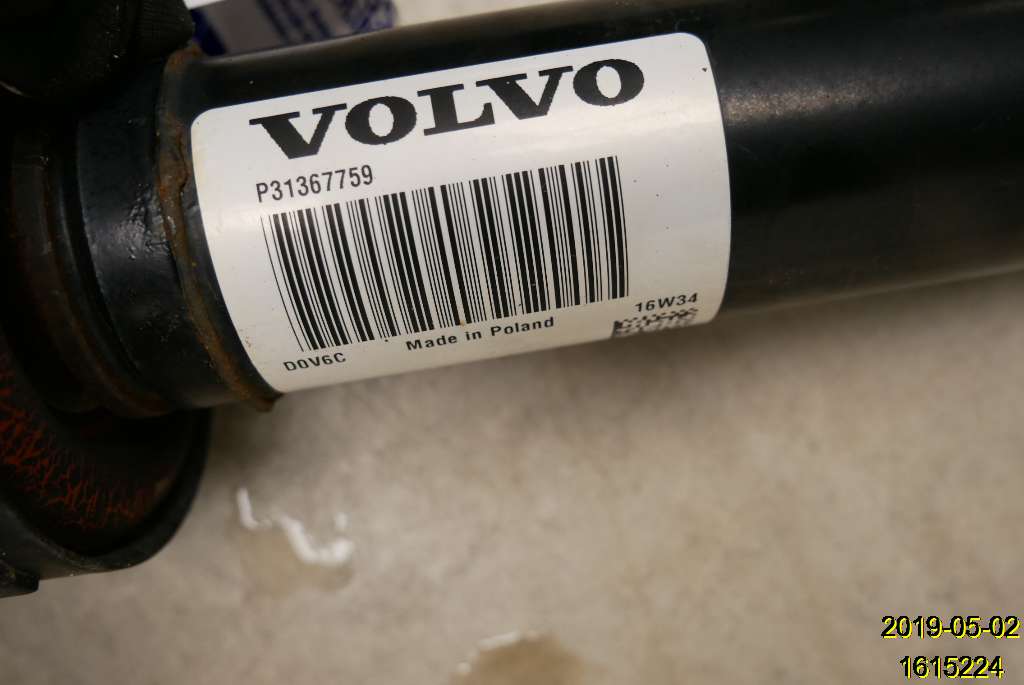 VOLVO
P31367759
D0V6C
Made in Poland
16W34
2019-05-02
1615224